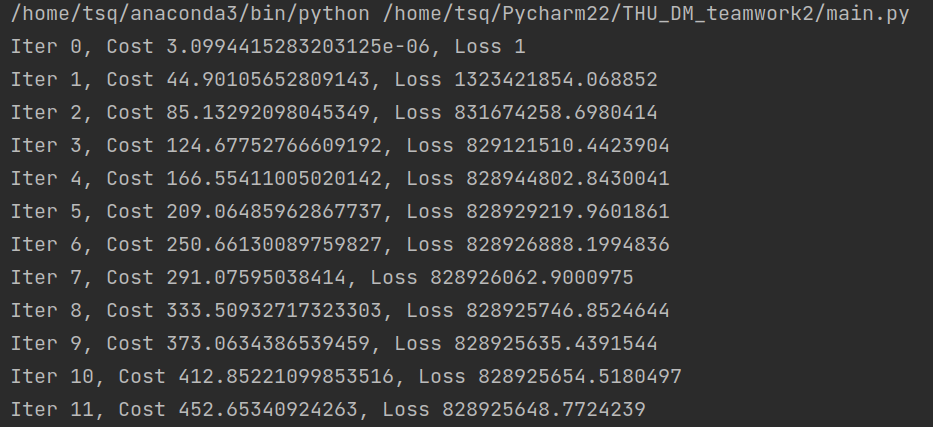 /home/tsq/anaconda3/bin/python /home/tsq/Pycharm22/THU_DM_teamwork2/main.py
Iter 0, Cost 3.0994415283203125e-06, Loss 1
Iter 1, Cost 44.90105652809143, Loss 1323421854.068852
Iter 2, Cost 85.13292098045349, Loss 831674258.6980414
Iter 3, Cost 124.67752766609192, Loss 829121510.4423904
Iter 4, Cost 166.55411005020142, Loss 828944802.8430041
Iter 5, Cost 209.06485962867737, Loss 828929219.9601861
Iter 6, Cost 250.66130089759827, Loss 828926888.1994836
Iter 7, Cost 291.07595038414, Loss 828926062.9000975
Iter 8, Cost 333.50932717323303, Loss 828925746.8524644
Iter 9, Cost 373.0634386539459, Loss 828925635.4391544
Iter 10, Cost 412.85221099853516, Loss 828925654.5180497
Iter 11, Cost 452.65340924263, Loss 828925648.7724239